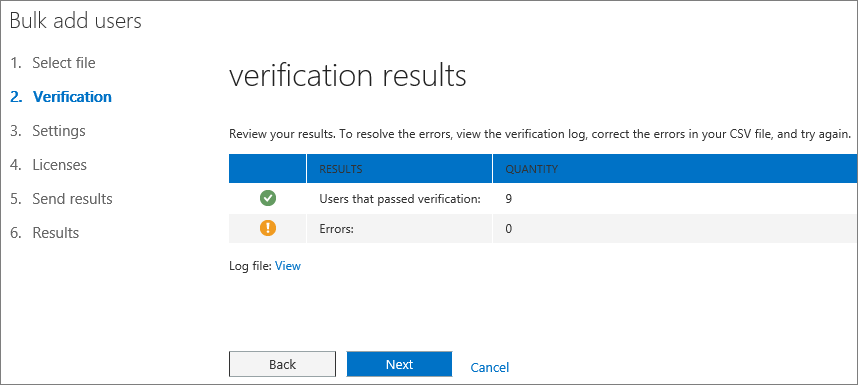 Bulk add users
1. Select file
2. Verification
3. Settings
4. Licenses
5. Send results
6. Results
verification results
Review your results. To resolve the errors, view the verification log, correct the errors in your CSV file, and try again.
RESULTS QUANTITY
Users that passed verification: 9
Errors: 0
Log file: View
Back Next Cancel